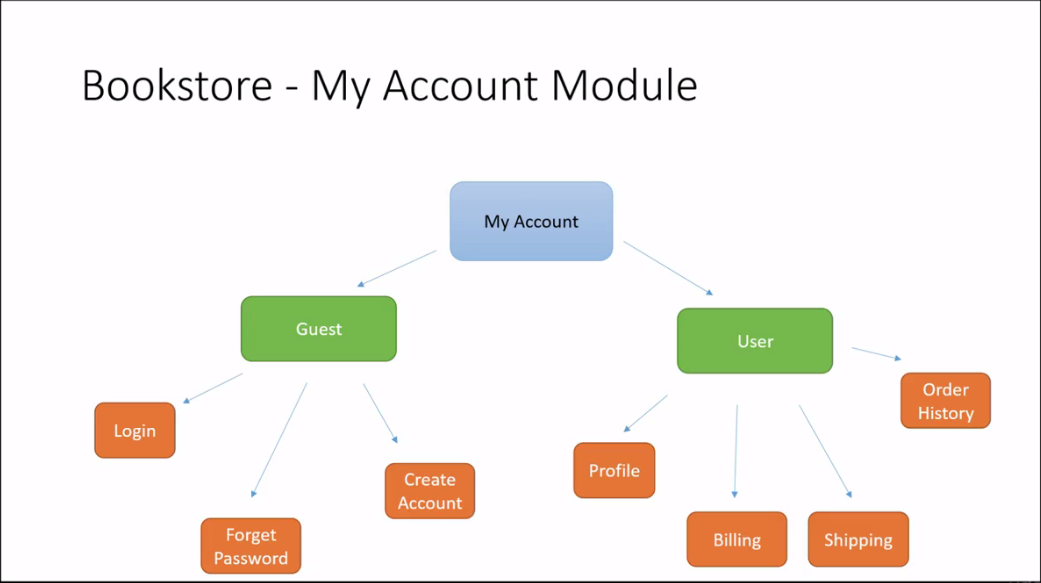 Bookstore - My Account Module
My Account
Guest
User
Login
Forget
Password
Create
Account
Profile
Billing
Shipping
Order
History